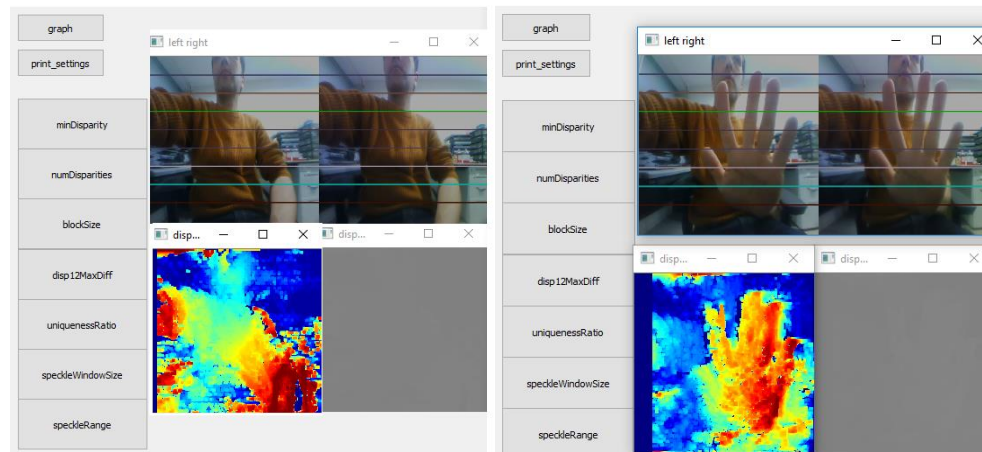 graph
print_settings
minDisparity
numDisparities
blockSize
disp12MaxDiff
uniquenessRatio
speckleWindowSize
speckleRange
left right
disp...
disp...
graph
print_settings
minDisparity
numDisparities
blockSize
disp12MaxDiff
uniquenessRatio
speckleWindowSize
speckleRange
left right
disp...
disp...